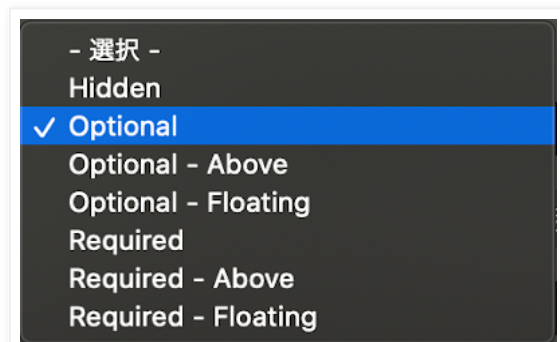 - 選択 -
Hidden
✓ Optional
Optional - Above
Optional - Floating
Required
Required - Above
Required - Floating